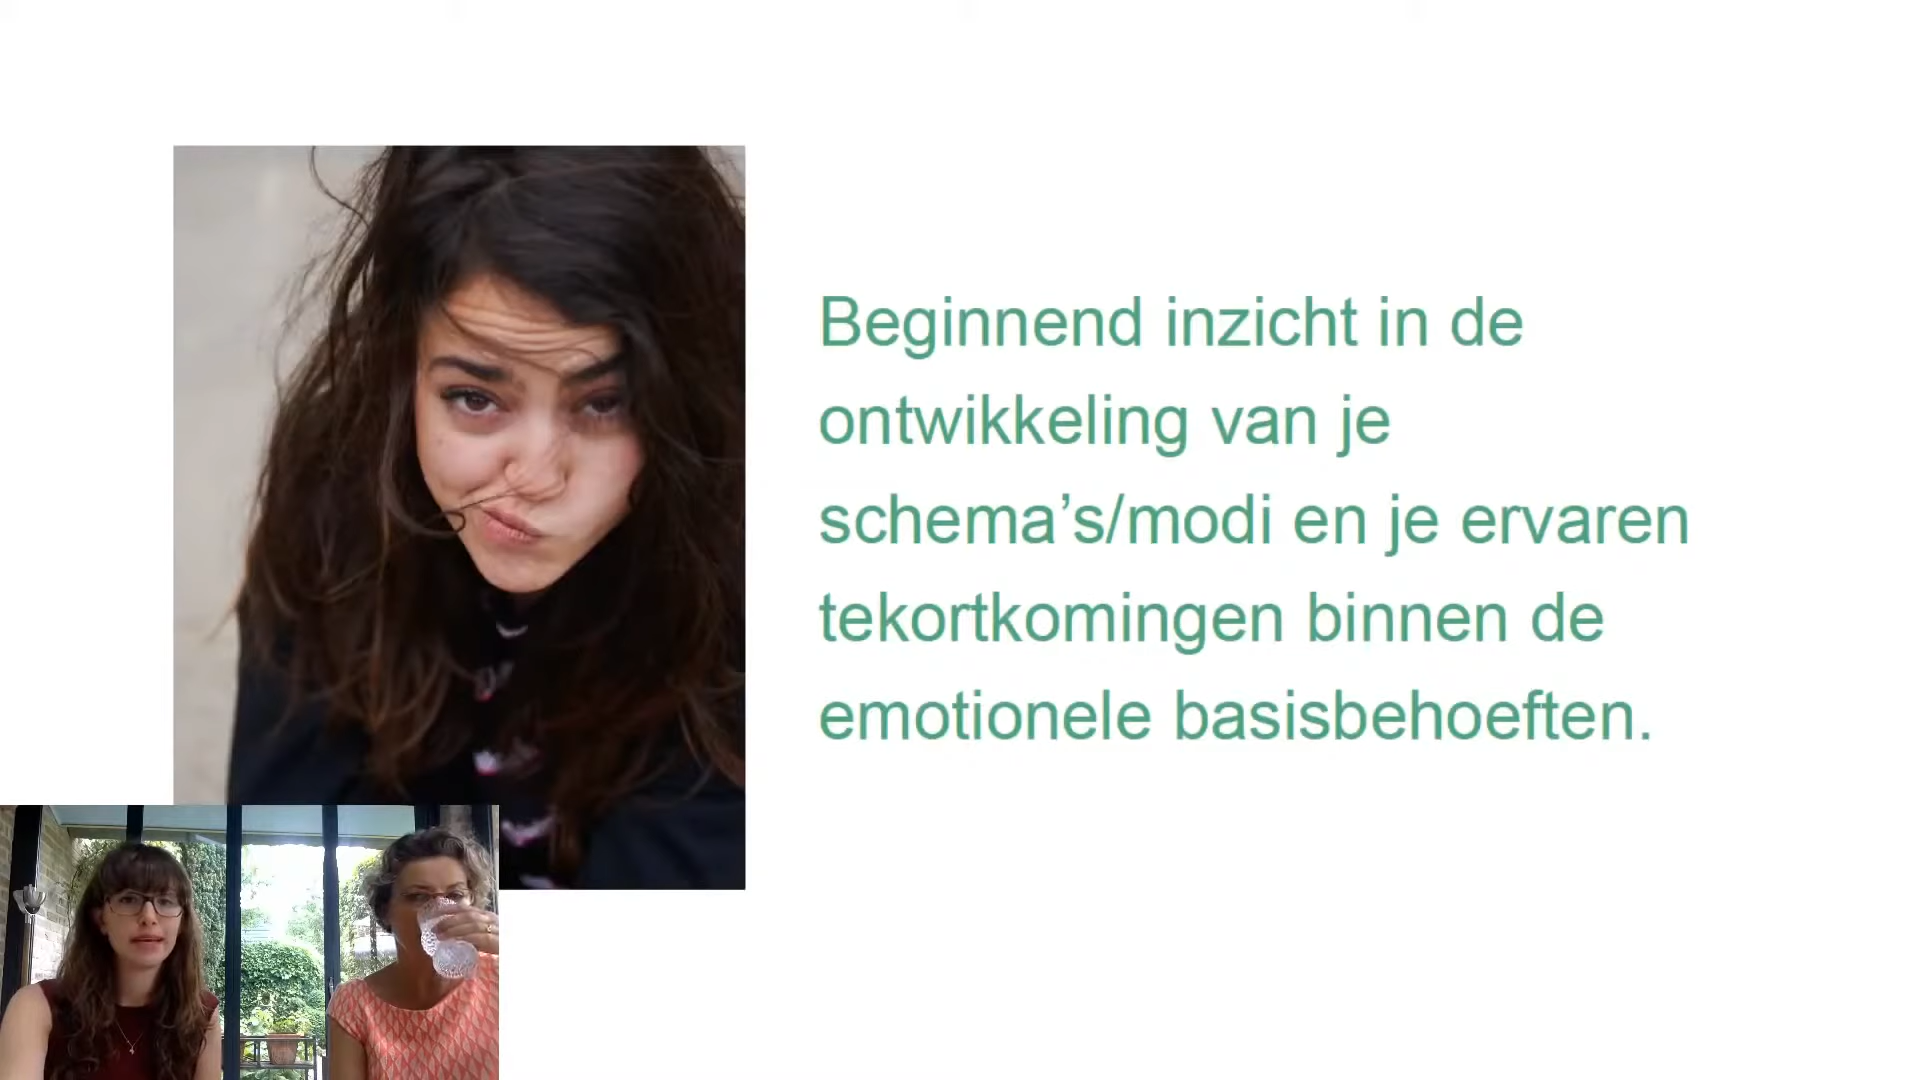 Beginnend inzicht in de
ontwikkeling van je
schema’s/modi en je ervaren
tekortkomingen binnen de
emotionele basisbehoeften.